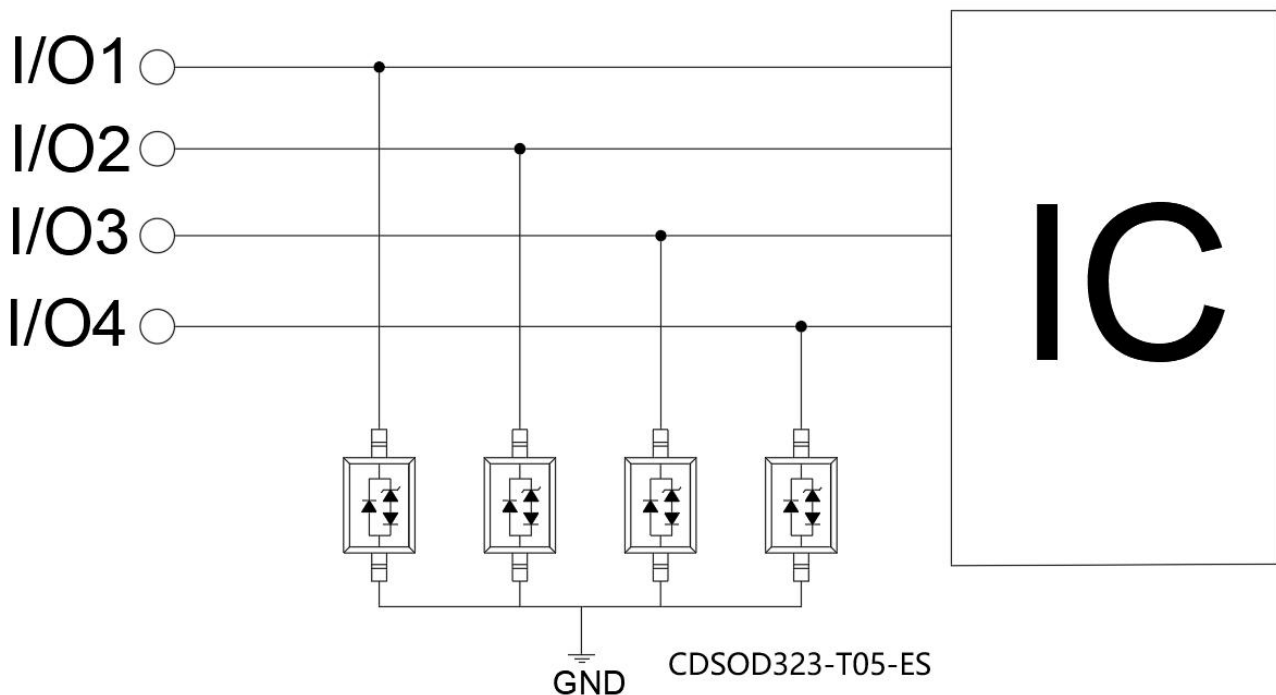 I/O1
I/O2
I/O3
I/O4
IC
GND
CDSOD323-T05-ES